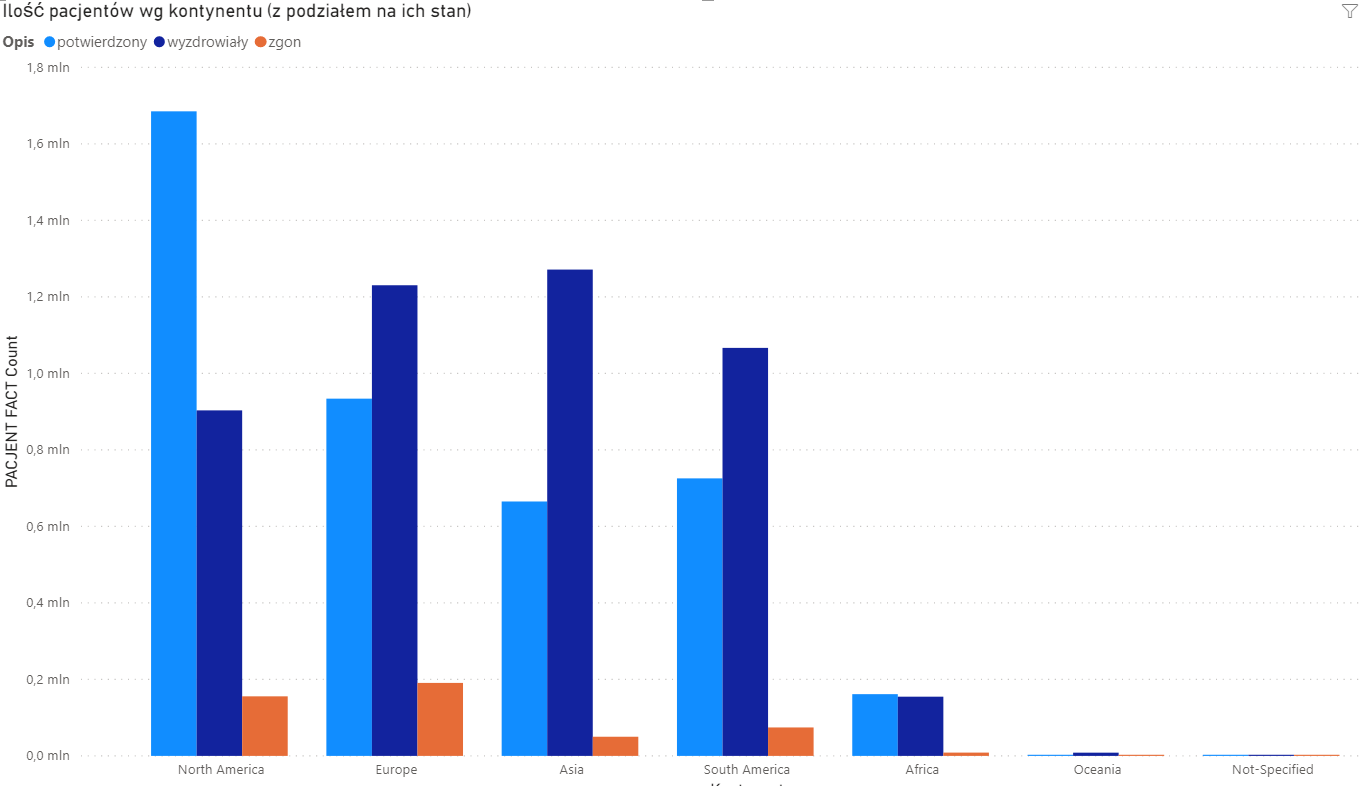 Ilość pacjentów wg kontynentu (z podziałem na ich stan)
Opis potwierdzony wyzdrowiały zgon
1,8 mln
1,6 mln
1,4 mln
1,2 mln
1,0 mln
0,8 mln
0,6 mln
0,4 mln
0,2 mln
0,0 mln
PACJENT FACT Count
North America Europe Asia South America Africa Oceania Not-Specified